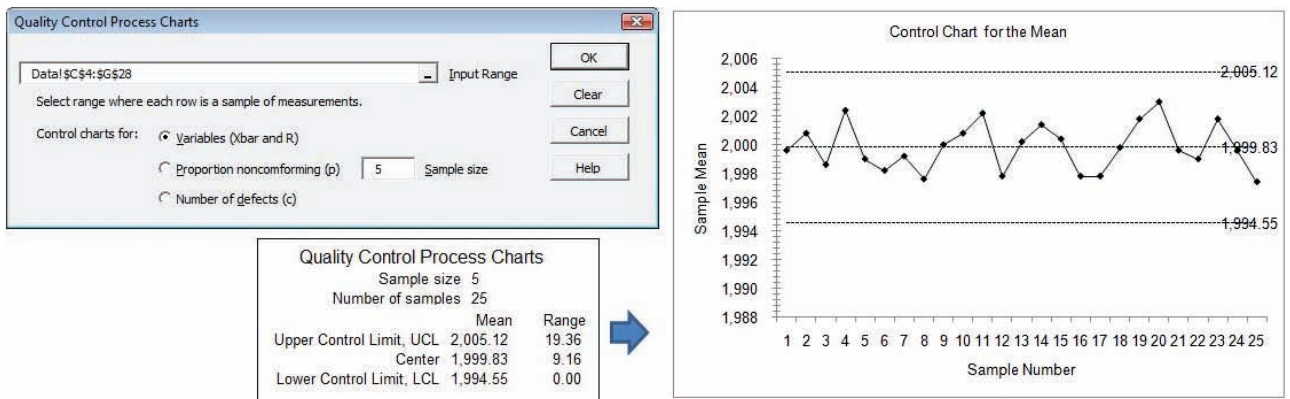 Quality Control Process Charts
Data!$C$4:$G$28
Input Range
Select range where each row is a sample of measurements.
Control charts for:
Variables (Xbar and R)
Proportion nonconforming (p)
5
Sample size
Number of defects (c)
OK
Clear
Cancel
Help
Quality Control Process Charts
Sample size 5
Number of samples 25
Mean Range
Upper Control Limit, UCL 2,005.12 19.36
Center 1,999.83 9.16
Lower Control Limit, LCL 1,994.55 0.00
Control Chart for the Mean
Sample Mean
2,006
2,004
2,002
2,000
1,998
1,996
1,994
1,992
1,990
1,988
2,005.12
1,999.83
1,994.55
1 2 3 4 5 6 7 8 9 10 11 12 13 14 15 16 17 18 19 20 21 22 23 24 25
Sample Number